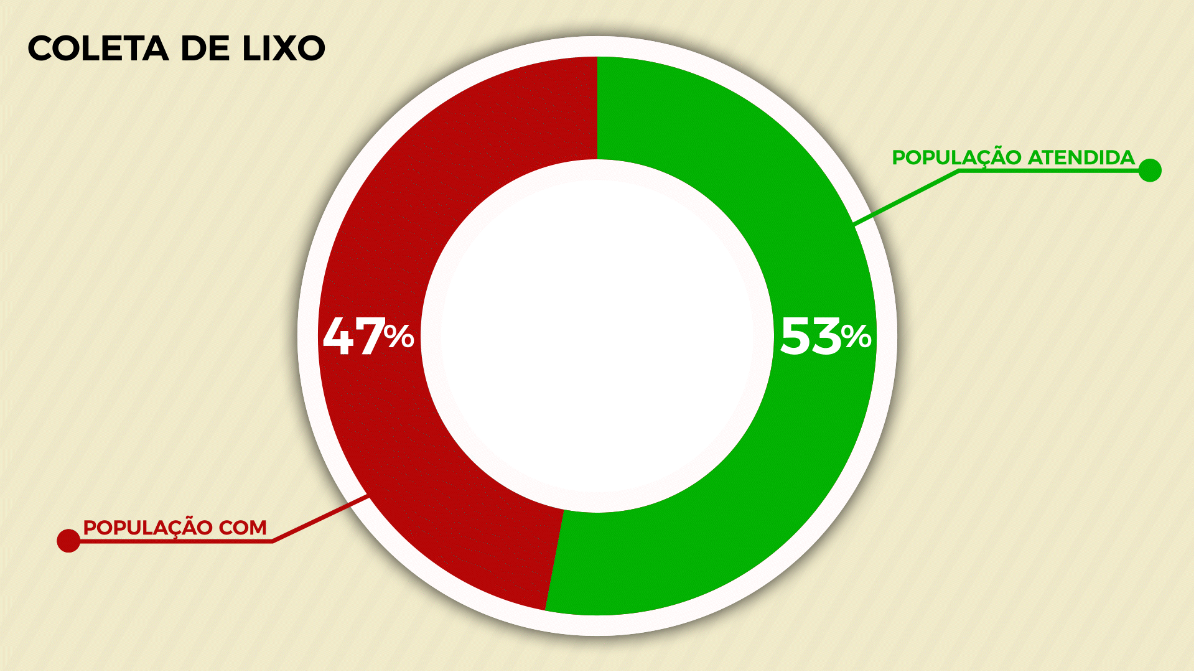 COLETA DE LIXO
POPULAÇÃO ATENDIDA
47%
53%
POPULAÇÃO COM